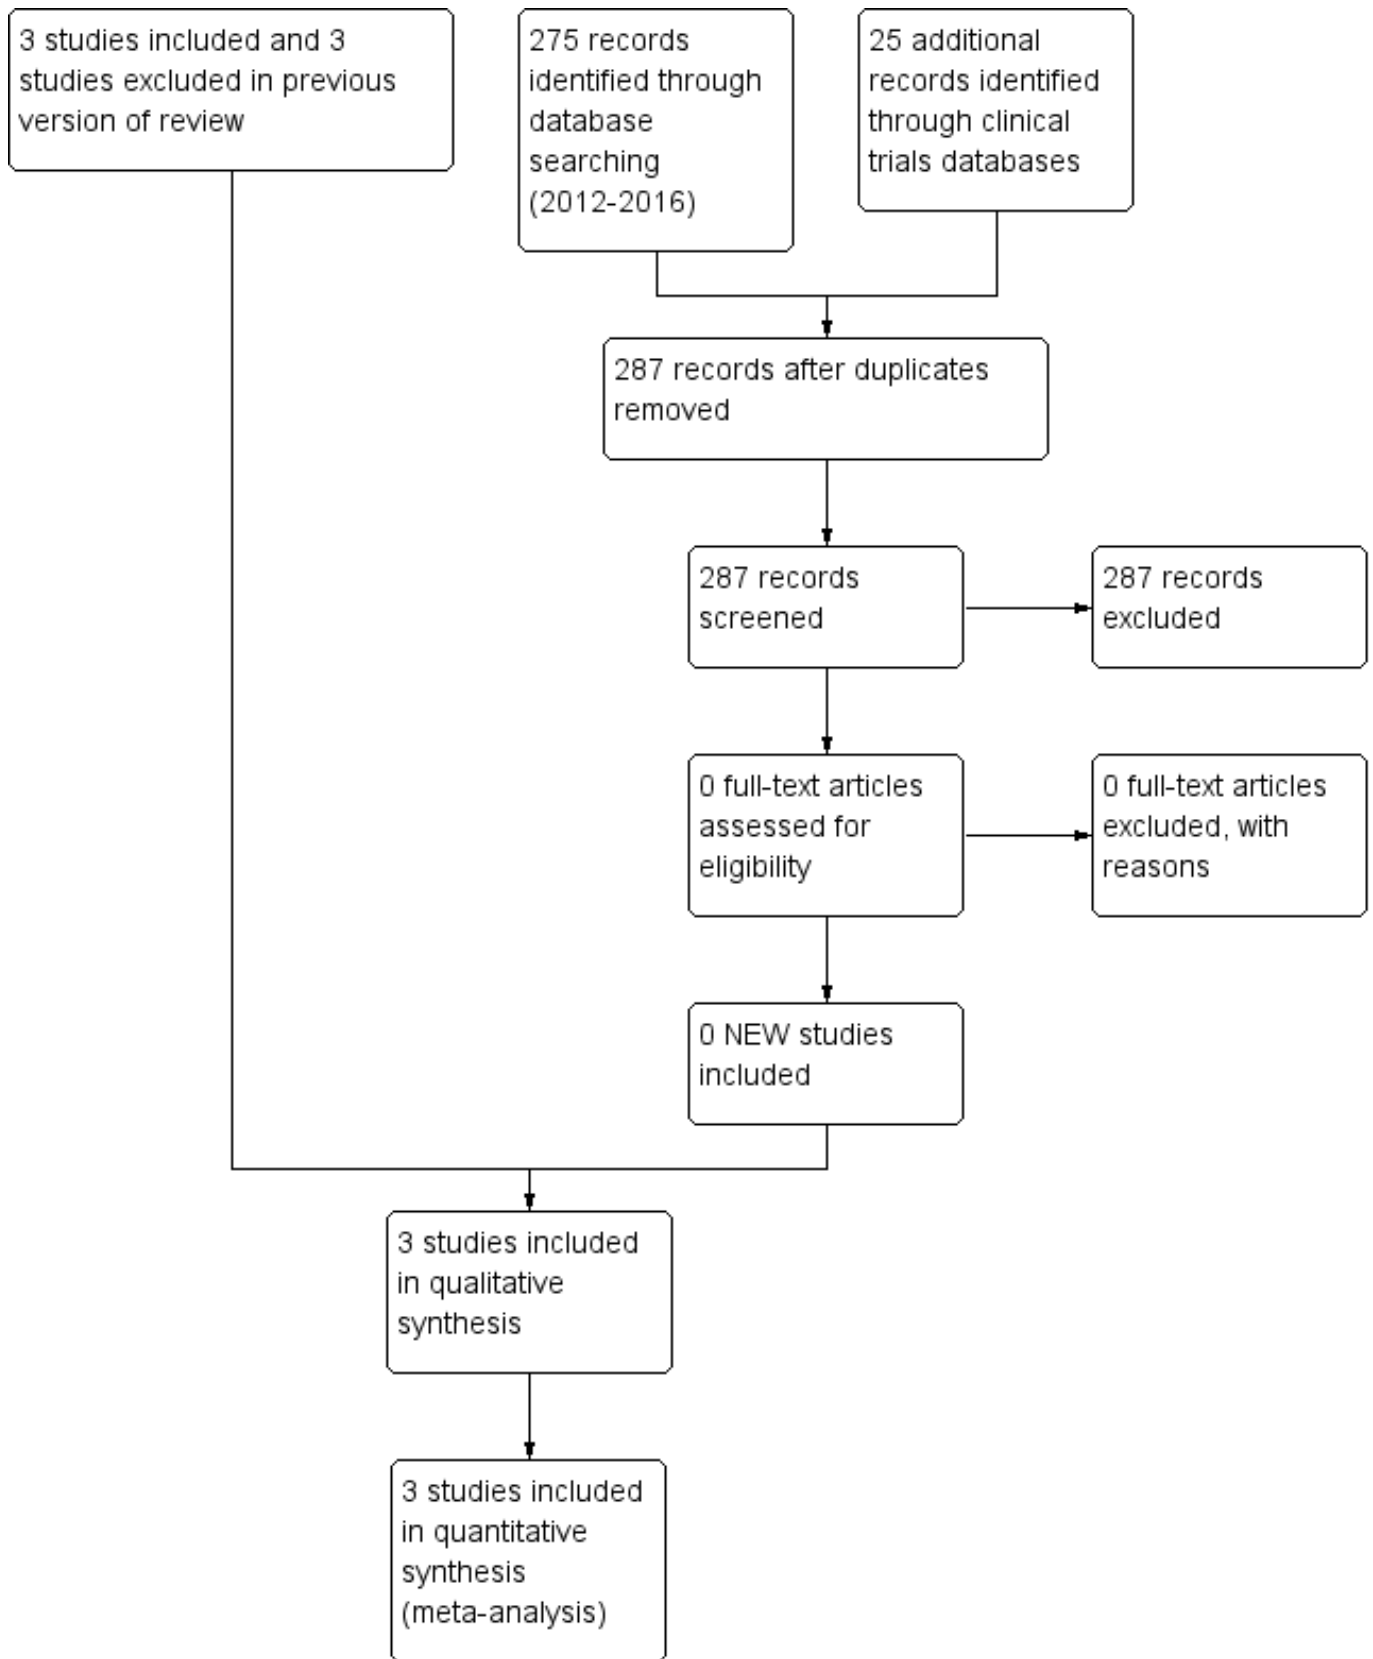 3 studies included and 3
studies excluded in previous
version of review
275 records
identified through
database
searching
(2012-2016)
25 additional
records identified
through clinical
trials databases
287 records after duplicates
removed
287 records
screened
287 records
excluded
0 full-text articles
assessed for
eligibility
0 full-text articles
excluded, with
reasons
0 NEW studies
included
3 studies included
in qualitative
synthesis
3 studies included
in quantitative
synthesis
(meta-analysis)